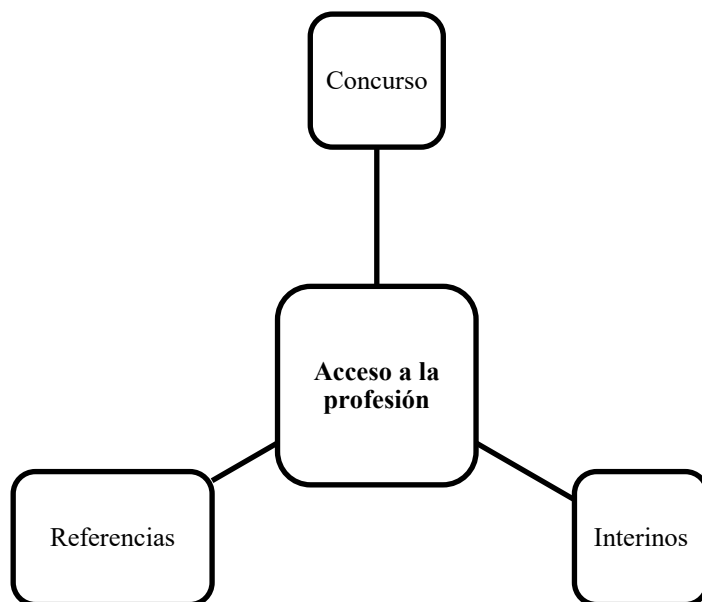 Concurso
Acceso a la
profesión
Referencias
Interinos